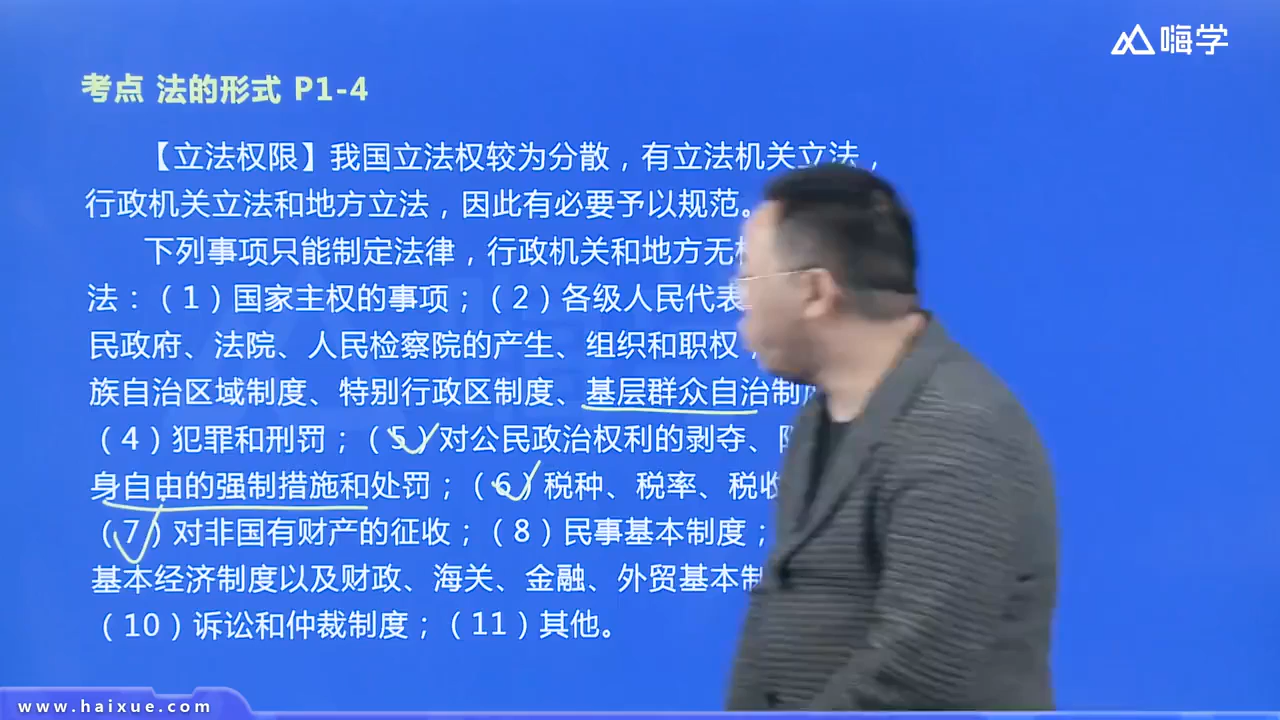 嗨学
考点 法的形式 P1-4
【立法权限】我国立法权较为分散，有立法机关立法，
行政机关立法和地方立法，因此有必要予以规范。
下列事项只能制定法律，行政机关和地方无
法：（1）国家主权的事项；（2）各级人民代表
民政府、法院、人民检察院的产生、组织和职权
族自治区域制度、特别行政区制度、基层群众自治制
（4）犯罪和刑罚；（5）对公民政治权利的剥夺、
身自由的强制措施和处罚；（6）税种、税率、税收
（7）对非国有财产的征收；（8）民事基本制度；
基本经济制度以及财政、海关、金融、外贸基本制
（10）诉讼和仲裁制度；（11）其他。
www.haixue.com